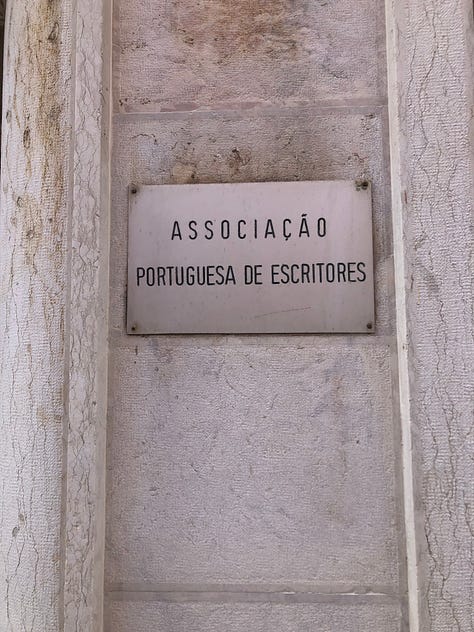 ASSOCIAÇÃO
PORTUGUESA DE ESCRITORES